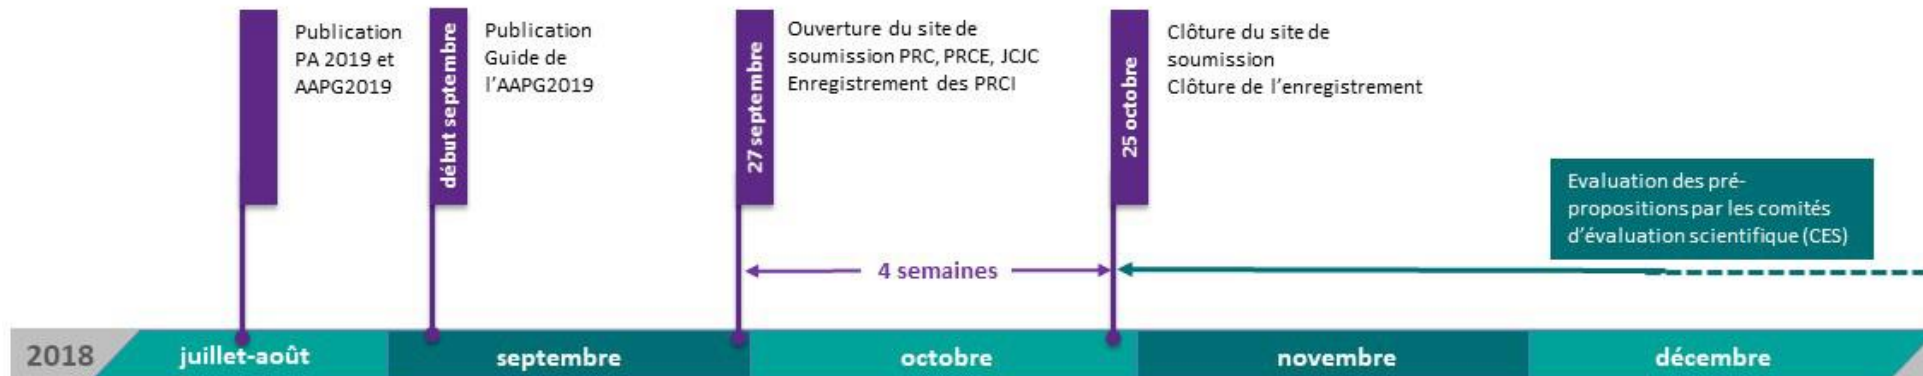 Publication
PA 2019 et
AAPG2019
début septembre
Publication
Guide de
l’AAPG2019
27 septembre
Ouverture du site de
soumission PRC, PRCE, JCJC
Enregistrement des PRCI
25 octobre
Clôture du site de
soumission
Clôture de l’enregistrement
Evaluation des pré-
propositions par les comités
d’évaluation scientifique (CES)
4 semaines
2018
juillet-août
septembre
octobre
novembre
décembre